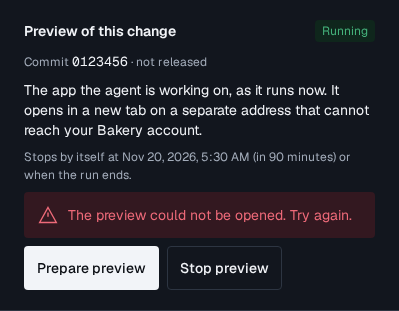 Preview of this change
Running
Commit 0123456 · not released
The app the agent is working on, as it runs now. It
opens in a new tab on a separate address that cannot
reach your Bakery account.
Stops by itself at Nov 20, 2026, 5:30 AM (in 90 minutes) or
when the run ends.
The preview could not be opened. Try again.
Prepare preview
Stop preview